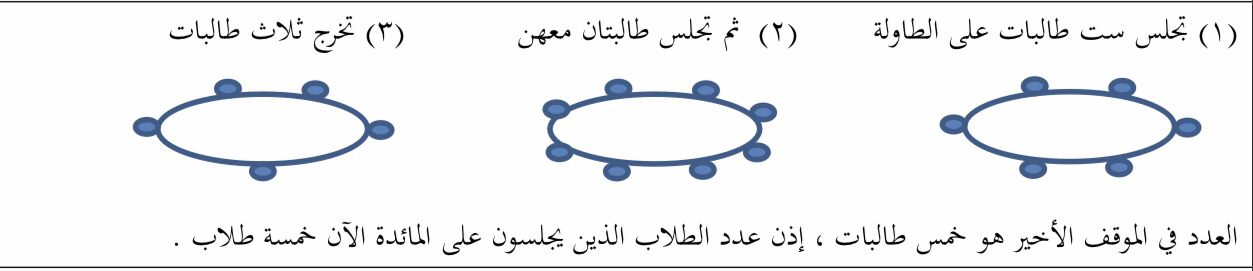 (١) تجلس ست طالبات على الطاولة
(٢) ثم تجلس طالبتان معهن
(٣) تخرج ثلاث طالبات
العدد في الموقف الأخير هو خمس طالبات ، إذن عدد الطلاب الذين يجلسون على المائدة الآن خمسة طلاب .